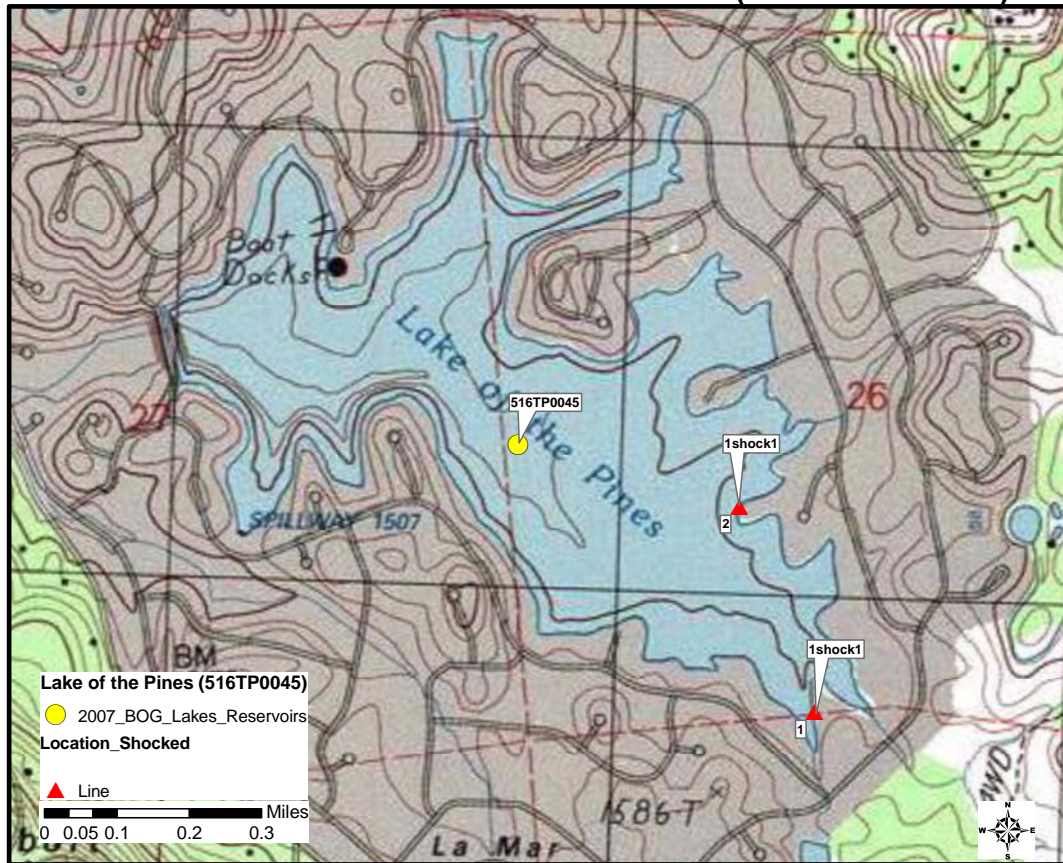 Boat
Docks
Lake of the Pines
516TP0045
27
26
1shock1
2
SPILLWAY 1507
BM
1shock1
1
Lake of the Pines (516TP0045)
2007_BOG_Lakes_Reservoirs
Location_Shocked
Line
Miles
0 0.05 0.1 0.2 0.3
1586 T
La Mar
N
W E
S